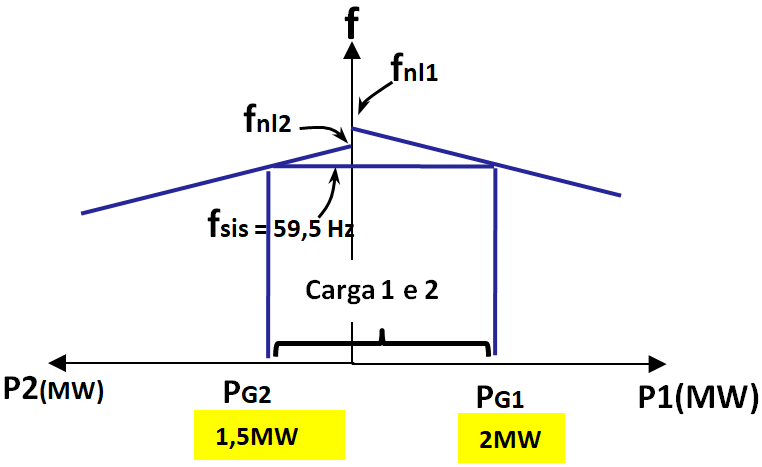 f
fnl1
fnl2
fsis = 59,5 Hz
Carga 1 e 2
P2(MW)
PG2
PG1
P1(MW)
1,5MW
2MW